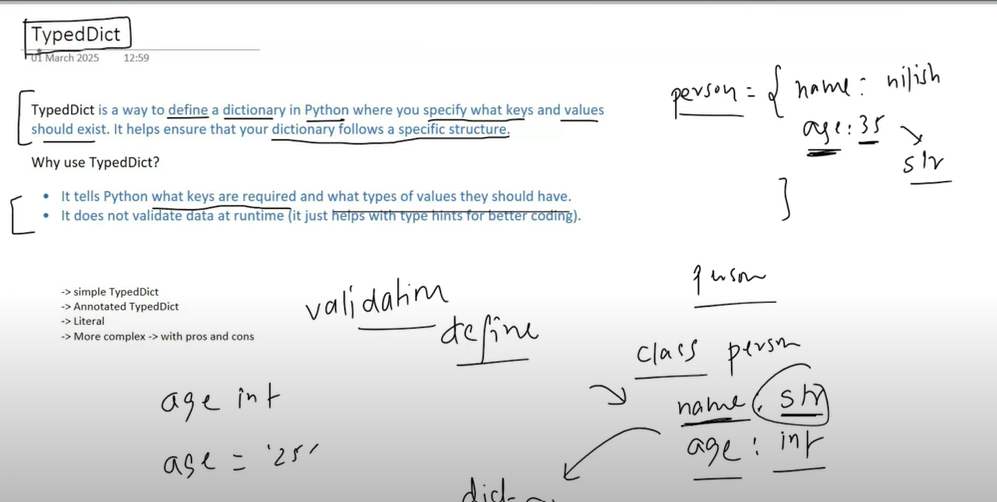 TypedDict
01 March 2025 12:59
TypedDict is a way to define a dictionary in Python where you specify what keys and values
should exist. It helps ensure that your dictionary follows a specific structure.
Why use TypedDict?
• It tells Python what keys are required and what types of values they should have.
• It does not validate data at runtime (it just helps with type hints for better coding).
-> simple TypedDict
-> Annotated TypedDict
-> Literal
-> More complex -> with pros and cons
person = { name : nitish
age : 35
str
}
validation
define
age int
age = '25'
person
class person
name : str
age : int
dict